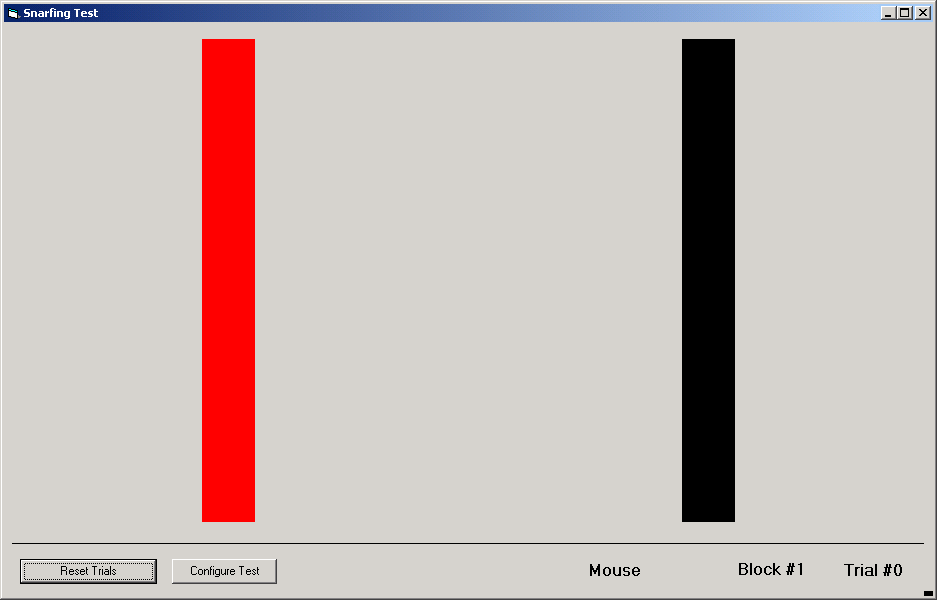 Snarfing Test
Reset Trials Configure Test Mouse Block #1 Trial #0